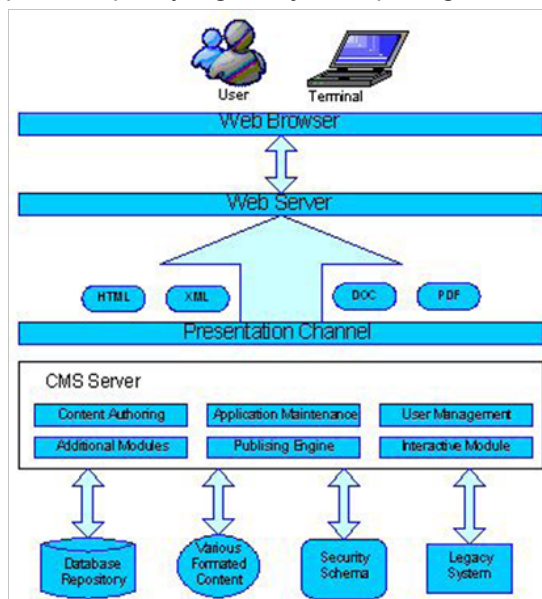 User
Terminal
Web Browser
Web Server
HTML
XML
DOC
PDF
Presentation Channel
CMS Server
Content Authoring
Application Maintenance
User Management
Additional Modules
Publising Engine
Interactive Module
Database
Repository
Various
Formated
Content
Security
Schema
Legacy
System